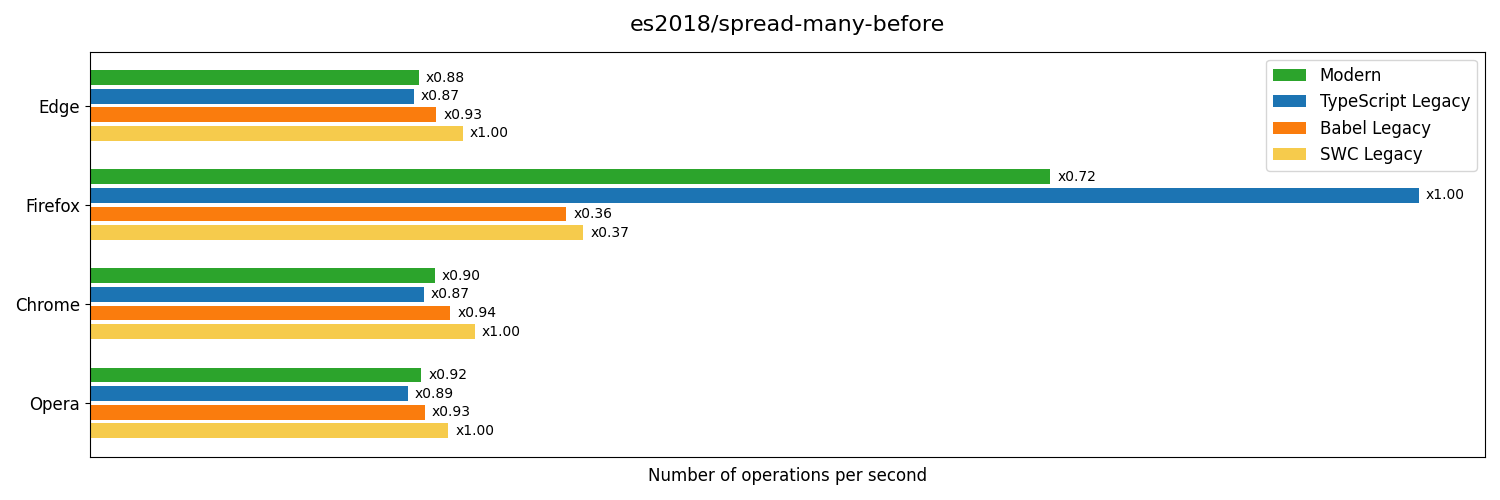 es2018/spread-many-before
Modern
TypeScript Legacy
Babel Legacy
SWC Legacy
Edge
x0.88
x0.87
x0.93
x1.00
Firefox
x0.72
x1.00
x0.36
x0.37
Chrome
x0.90
x0.87
x0.94
x1.00
Opera
x0.92
x0.89
x0.93
x1.00
Number of operations per second